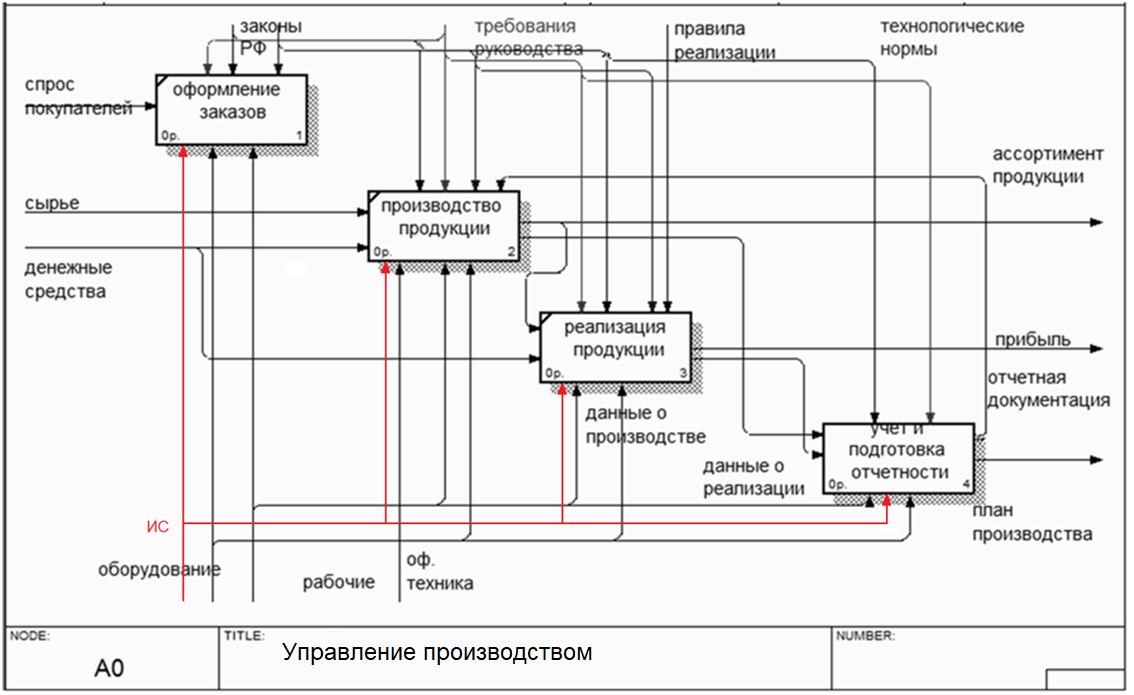 законы
РФ
требования
руководства
правила
реализации
технологические
нормы
спрос
покупателей
оформление
заказов
0р.
1
ассортимент
продукции
сырье
производство
продукции
0р.
2
денежные
средства
реализация
продукции
0р.
3
прибыль
отчетная
документация
данные о
производстве
учет и
подготовка
отчетности
0р.
4
данные о
реализации
план
производства
ИС
оборудование
рабочие
оф.
техника
NODE:
A0
TITLE:
Управление производством
NUMBER: